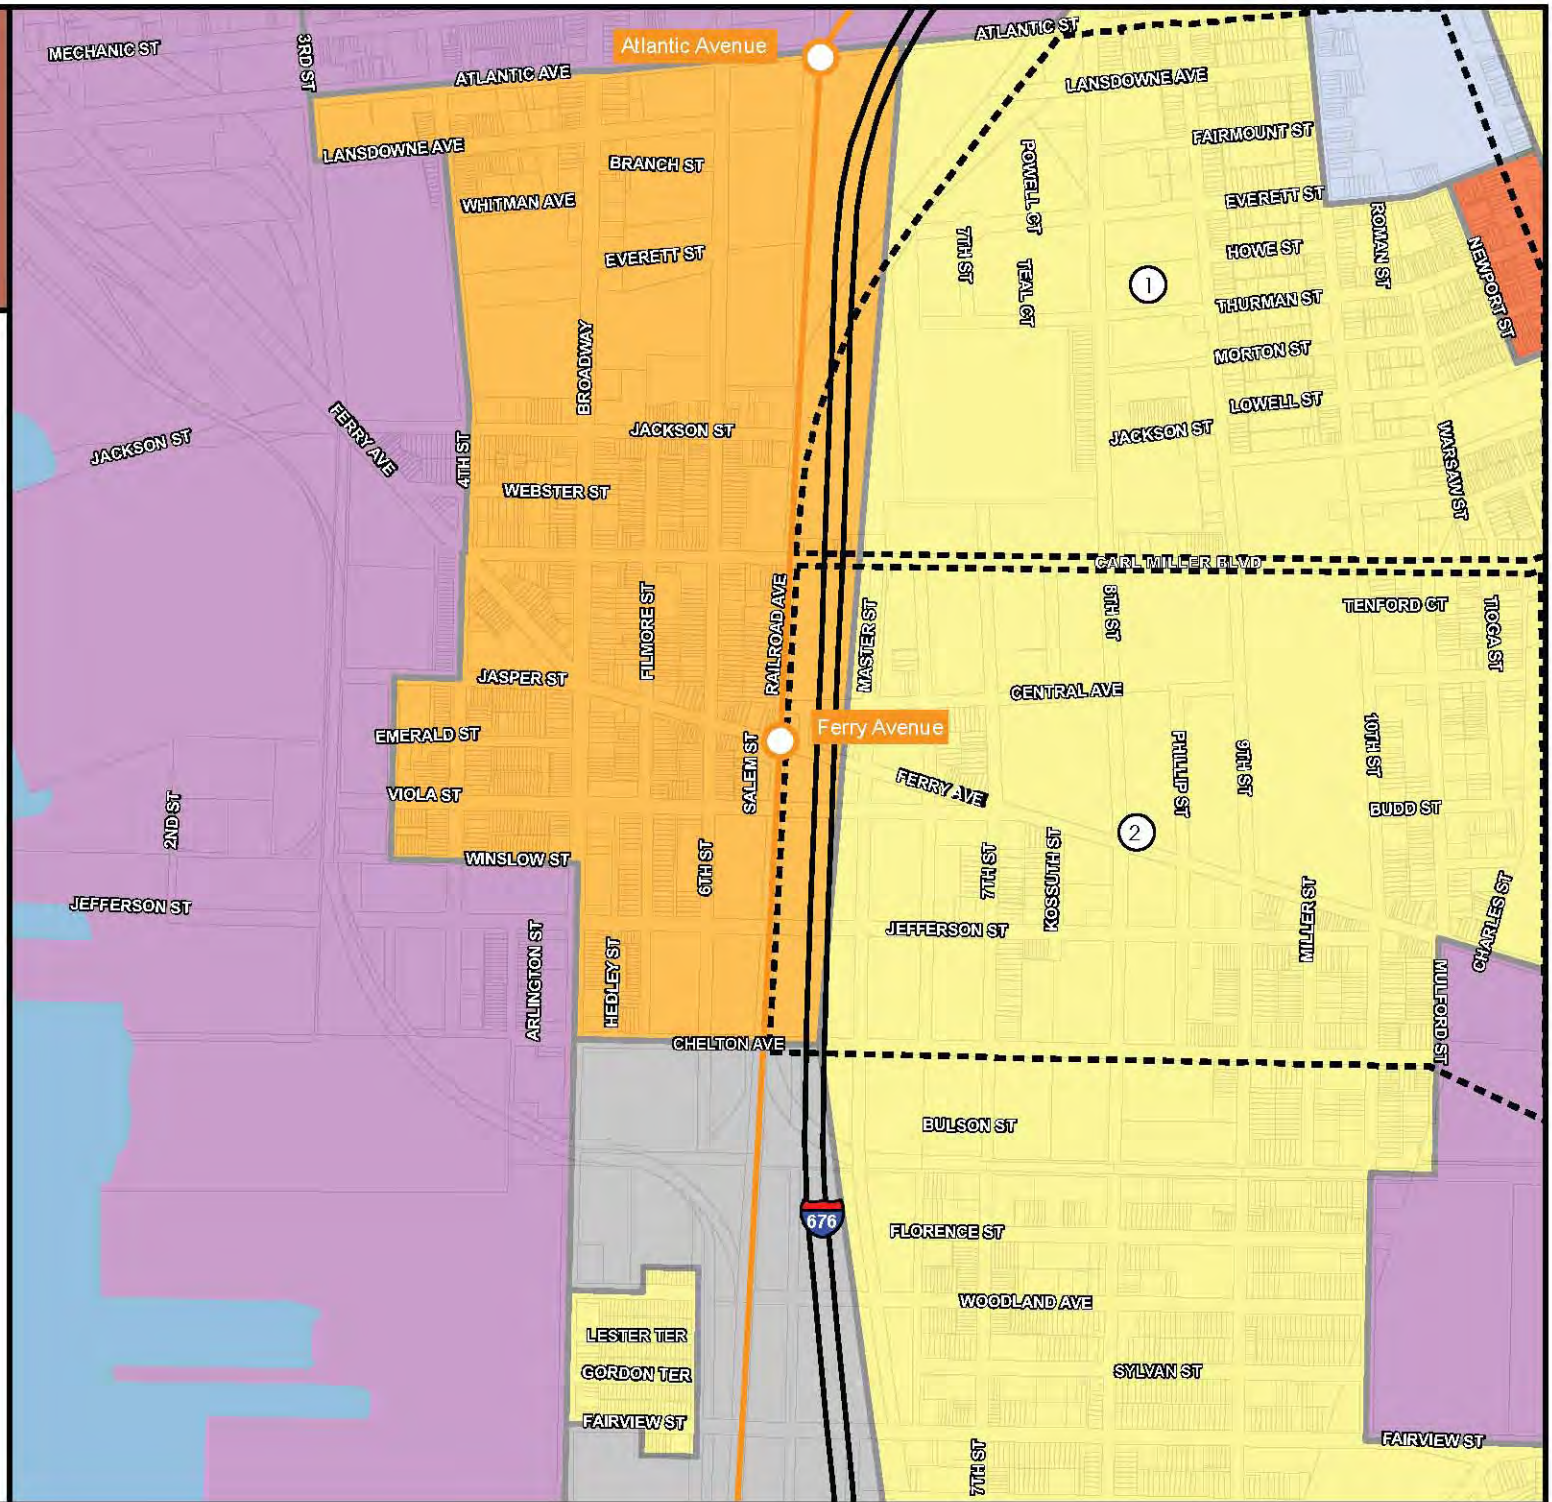 MECHANIC ST
3RD ST
ATLANTIC AVE
Atlantic Avenue
ATLANTIC ST
LANSDOWNE AVE
FAIRMOUNT ST
LANSDOWNE AVE
BRANCH ST
WHITMAN AVE
EVERETT ST
POWELL CT
EVERETT ST
7TH ST
TEAL CT
HOWE ST
ROMAN ST
NEWPORT ST
1
THURMAN ST
BROADWAY
MORTON ST
LOWELL ST
JACKSON ST
FERRY AVE
4TH ST
JACKSON ST
JACKSON ST
WARSAW ST
WEBSTER ST
CARL MILLER BLVD
FILMORE ST
RAILROAD AVE
MASTER ST
8TH ST
TENFORD CT
TIOGA ST
JASPER ST
CENTRAL AVE
EMERALD ST
Ferry Avenue
SALEM ST
PHILLIP ST
9TH ST
10TH ST
VIOLA ST
FERRY AVE
BUDD ST
2ND ST
2
WINSLOW ST
6TH ST
7TH ST
KOSSUTH ST
MILLER ST
CHARLES ST
JEFFERSON ST
JEFFERSON ST
ARLINGTON ST
HEDLEY ST
MULFORD ST
CHELTON AVE
BULSON ST
676
FLORENCE ST
WOODLAND AVE
LESTER TER
GORDON TER
SYLVAN ST
FAIRVIEW ST
FAIRVIEW ST
7TH ST